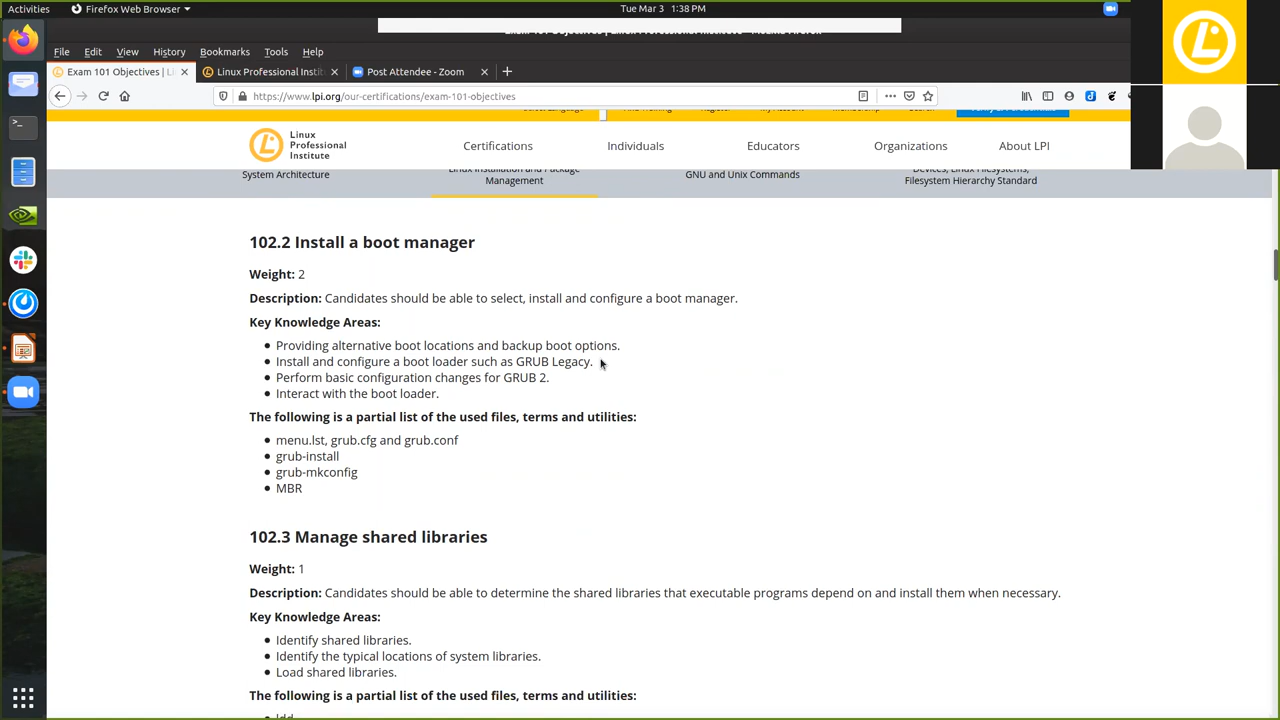 Activities
Firefox Web Browser
Tue Mar 3 1:38 PM
File Edit View History Bookmarks Tools Help
Exam 101 Objectives | Li
Linux Professional Instit
Post Attendee - Zoom
https://www.lpi.org/our-certifications/exam-101-objectives
Linux
Professional
Institute
Certifications
Individuals
Educators
Organizations
About LPI
System Architecture
Linux Installation and Package
Management
GNU and Unix Commands
Devices, Linux Filesystems,
Filesystem Hierarchy Standard
102.2 Install a boot manager
Weight: 2
Description: Candidates should be able to select, install and configure a boot manager.
Key Knowledge Areas:
Providing alternative boot locations and backup boot options.
Install and configure a boot loader such as GRUB Legacy.
Perform basic configuration changes for GRUB 2.
Interact with the boot loader.
The following is a partial list of the used files, terms and utilities:
menu.lst, grub.cfg and grub.conf
grub-install
grub-mkconfig
MBR
102.3 Manage shared libraries
Weight: 1
Description: Candidates should be able to determine the shared libraries that executable programs depend on and install them when necessary.
Key Knowledge Areas:
Identify shared libraries.
Identify the typical locations of system libraries.
Load shared libraries.
The following is a partial list of the used files, terms and utilities:
ldd